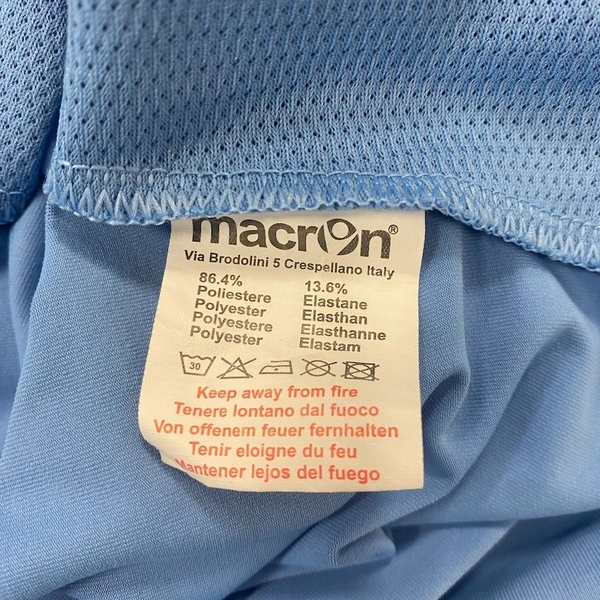 macron®
Via Brodolini 5 Crespellano Italy
86.4% 13.6%
Poliestere Elastane
Polyester Elasthan
Polyestere Elasthanne
Polyester Elastam
30
Keep away from fire
Tenere lontano dal fuoco
Von offenem feuer fernhalten
Tenir eloigne du feu
Mantener lejos del fuego